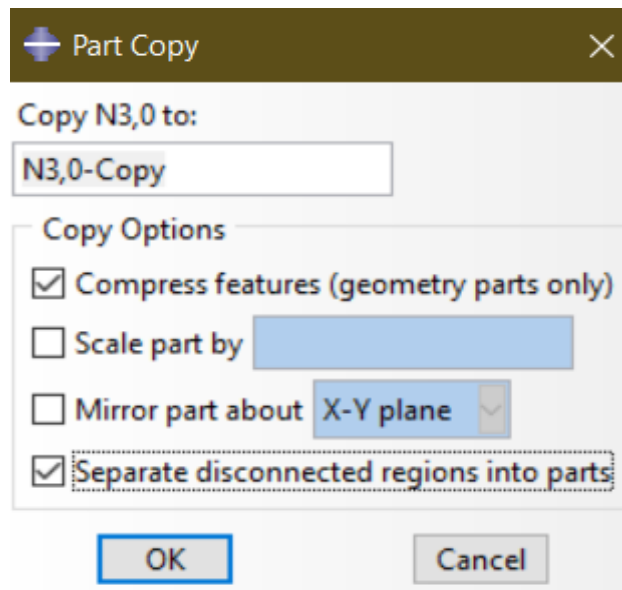 Part Copy
Copy N3,0 to:
N3,0-Copy
Copy Options
Compress features (geometry parts only)
Scale part by
Mirror part about X-Y plane
Separate disconnected regions into parts
OK Cancel